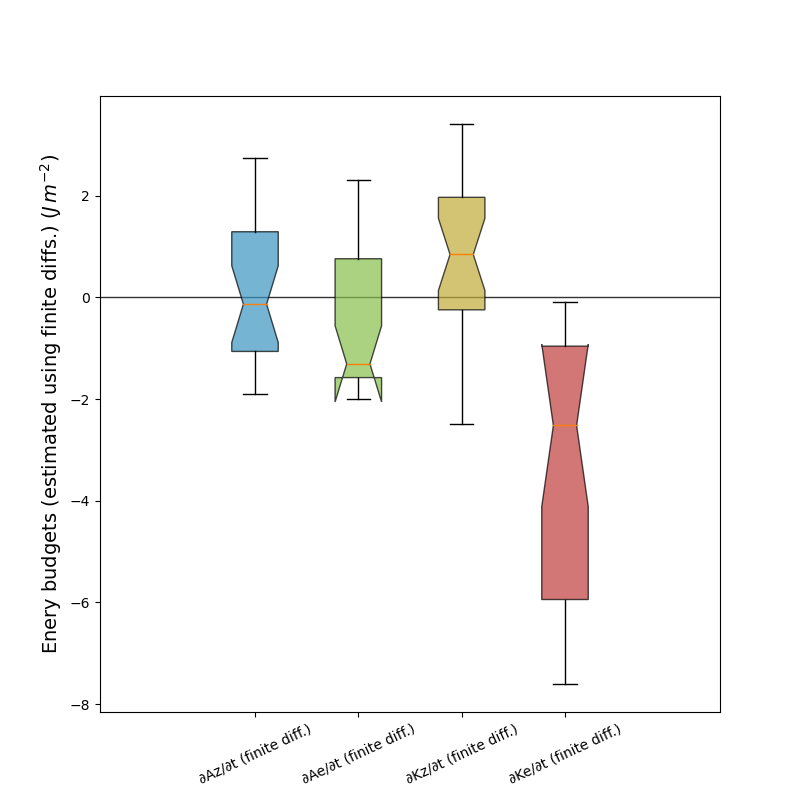 Enery budgets (estimated using finite diffs.) (J m⁻²)
2
0
−2
−4
−6
−8
∂Az/∂t (finite diff.)
∂Ae/∂t (finite diff.)
∂Kz/∂t (finite diff.)
∂Ke/∂t (finite diff.)